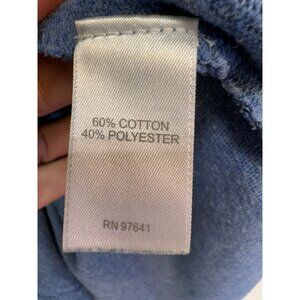 60% COTTON
40% POLYESTER
RN 97641